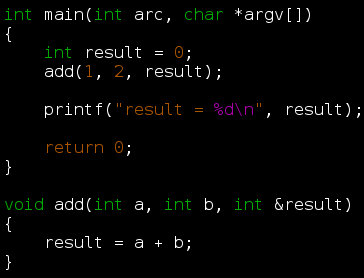 int main(int arc, char *argv[])
{
    int result = 0;
    add(1, 2, result);

    printf("result = %d\n", result);

    return 0;
}

void add(int a, int b, int &result)
{
    result = a + b;
}